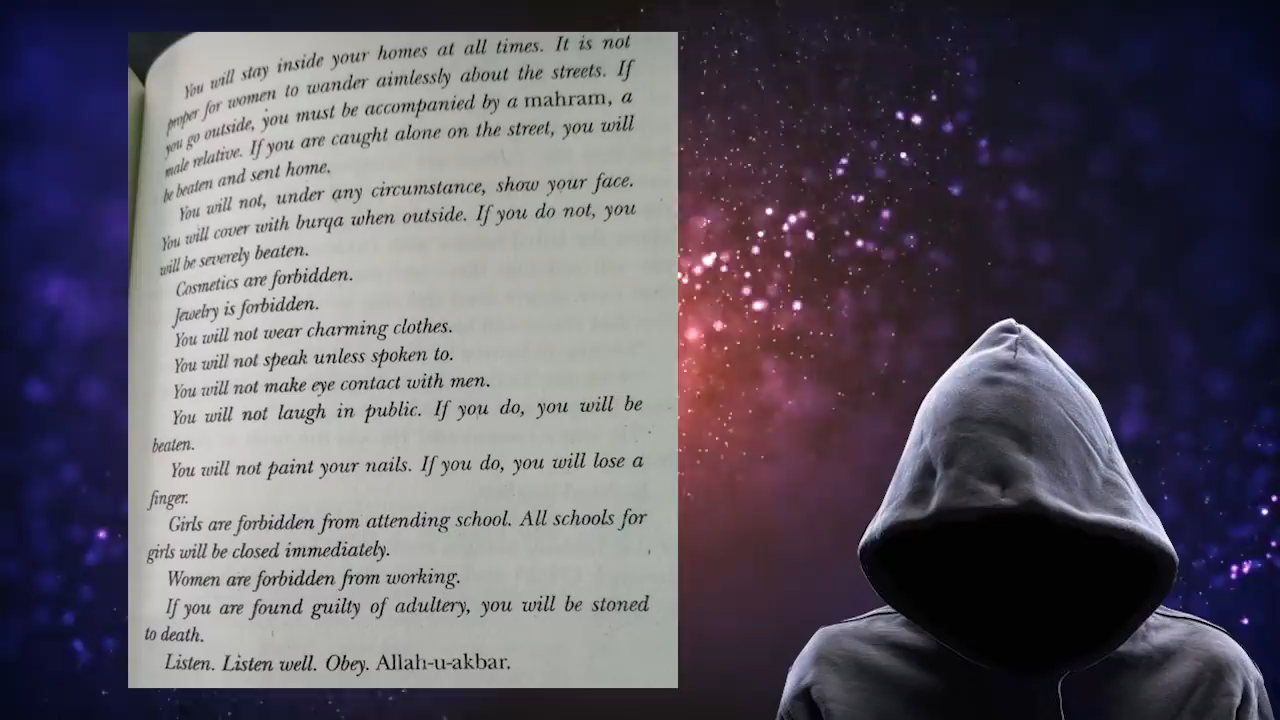 You will stay inside your homes at all times. It is not
proper for women to wander aimlessly about the streets. If
you go outside, you must be accompanied by a mahram, a
male relative. If you are caught alone on the street, you will
be beaten and sent home.
You will not, under any circumstance, show your face.
You will cover with burqa when outside. If you do not, you
will be severely beaten.
Cosmetics are forbidden.
Jewelry is forbidden.
You will not wear charming clothes.
You will not speak unless spoken to.
You will not make eye contact with men.
You will not laugh in public. If you do, you will be
beaten.
You will not paint your nails. If you do, you will lose a
finger.
Girls are forbidden from attending school. All schools for
girls will be closed immediately.
Women are forbidden from working.
If you are found guilty of adultery, you will be stoned
to death.
Listen. Listen well. Obey. Allah-u-akbar.